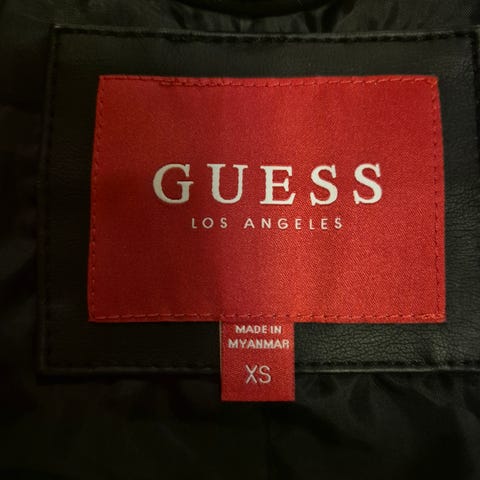 GUESS
LOS ANGELES
MADE IN
MYANMAR
XS